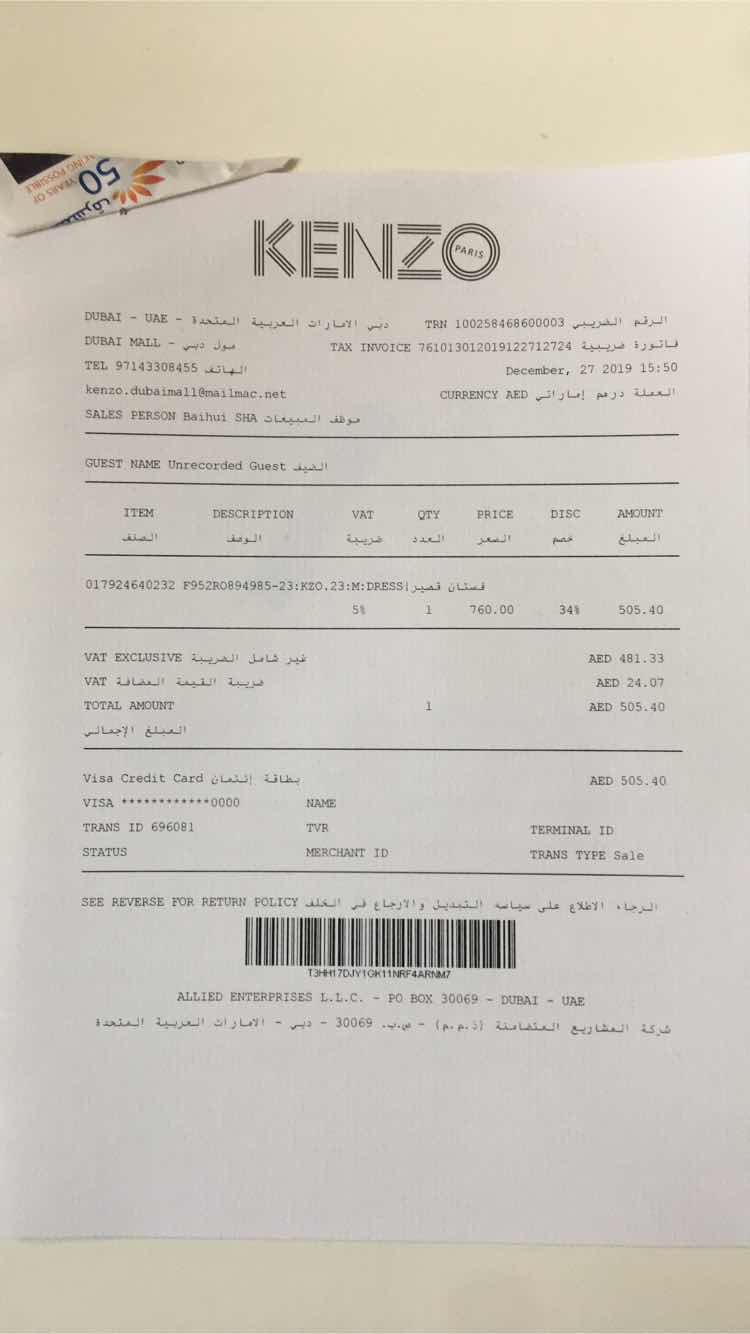 YEARS OF
50
KENZO
PARIS
DUBAI - UAE - دبي الامارات العربية المتحدة TRN 100258468600003 الرقم الضريبي
DUBAI MALL - مول دبي TAX INVOICE 761013012019122712724 فاتورة ضريبية
TEL 97143308455 الهاتف December, 27 2019 15:50
kenzo.dubaimall@mailmac.net CURRENCY AED العملة درهم إماراتي
SALES PERSON Baihui SHA موظف المبيعات
GUEST NAME Unrecorded Guest الضيف
ITEM DESCRIPTION VAT QTY PRICE DISC AMOUNT
الصنف الوصف ضريبة العدد السعر خصم المبلغ
017924640232 F952RO894985-23:KZO.23:M:DRESS|فستان قصير
5% 1 760.00 34% 505.40
VAT EXCLUSIVE غير شامل الضريبة AED 481.33
VAT ضريبة القيمة المضافة AED 24.07
TOTAL AMOUNT 1 AED 505.40
المبلغ الإجمالي
Visa Credit Card بطاقة إئتمان AED 505.40
VISA ************0000 NAME
TRANS ID 696081 TVR TERMINAL ID
STATUS MERCHANT ID TRANS TYPE Sale
SEE REVERSE FOR RETURN POLICY الرجاء الاطلاع على سياسه التبديل والارجاع في الخلف
T3HH17DJY1GK11NRF4ARNM7
ALLIED ENTERPRISES L.L.C. - PO BOX 30069 - DUBAI - UAE
شركة المشاريع المتضامنة (ذ.م.م) - ص.ب. 30069 - دبي - الامارات العربية المتحدة